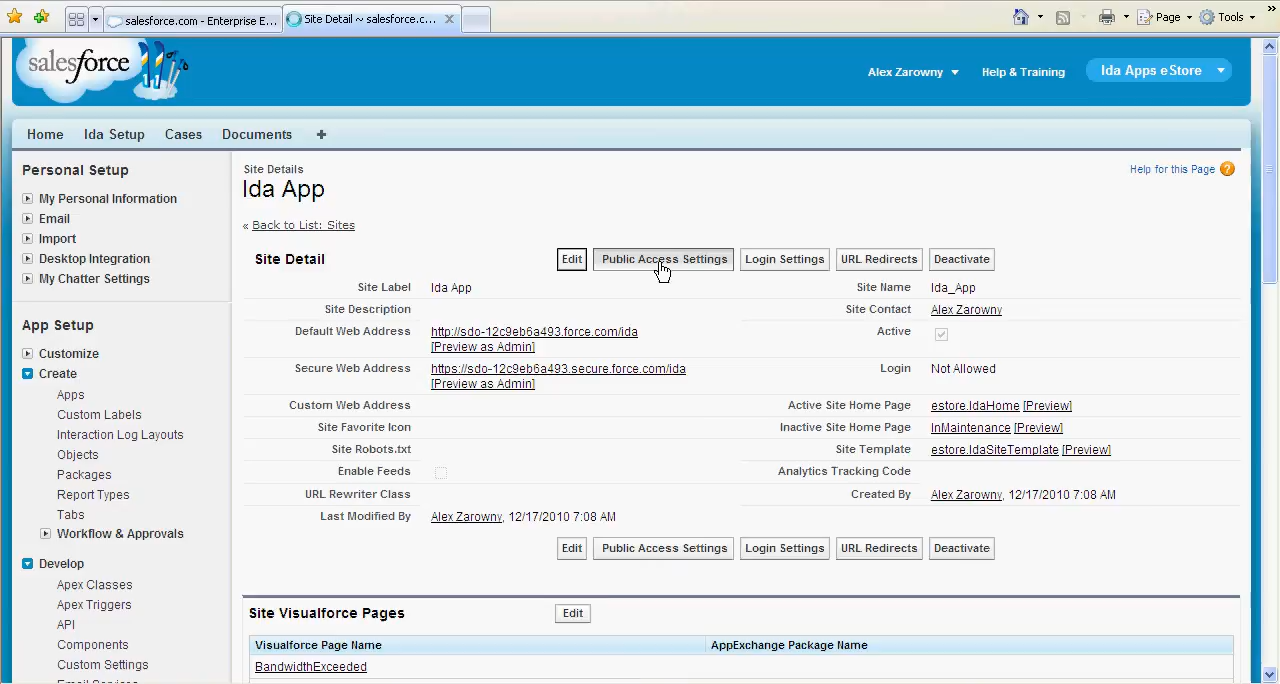 salesforce.com - Enterprise E...
Site Detail ~ salesforce.c...
Page
Tools
salesforce
Alex Zarowny
Help & Training
Ida Apps eStore
Home
Ida Setup
Cases
Documents
+
Personal Setup
My Personal Information
Email
Import
Desktop Integration
My Chatter Settings
App Setup
Customize
Create
Apps
Custom Labels
Interaction Log Layouts
Objects
Packages
Report Types
Tabs
Workflow & Approvals
Develop
Apex Classes
Apex Triggers
API
Components
Custom Settings
Email Services
Site Details
Ida App
Help for this Page ?
« Back to List: Sites
Site Detail
Edit
Public Access Settings
Login Settings
URL Redirects
Deactivate
Site Label Ida App
Site Name Ida_App
Site Description
Site Contact Alex Zarowny
Default Web Address http://sdo-12c9eb6a493.force.com/ida
[Preview as Admin]
Active
Secure Web Address https://sdo-12c9eb6a493.secure.force.com/ida
[Preview as Admin]
Login Not Allowed
Custom Web Address
Active Site Home Page estore.IdaHome [Preview]
Site Favorite Icon
Inactive Site Home Page InMaintenance [Preview]
Site Robots.txt
Site Template estore.IdaSiteTemplate [Preview]
Enable Feeds
Analytics Tracking Code
URL Rewriter Class
Created By Alex Zarowny, 12/17/2010 7:08 AM
Last Modified By Alex Zarowny, 12/17/2010 7:08 AM
Edit
Public Access Settings
Login Settings
URL Redirects
Deactivate
Site Visualforce Pages
Edit
Visualforce Page Name
AppExchange Package Name
BandwidthExceeded